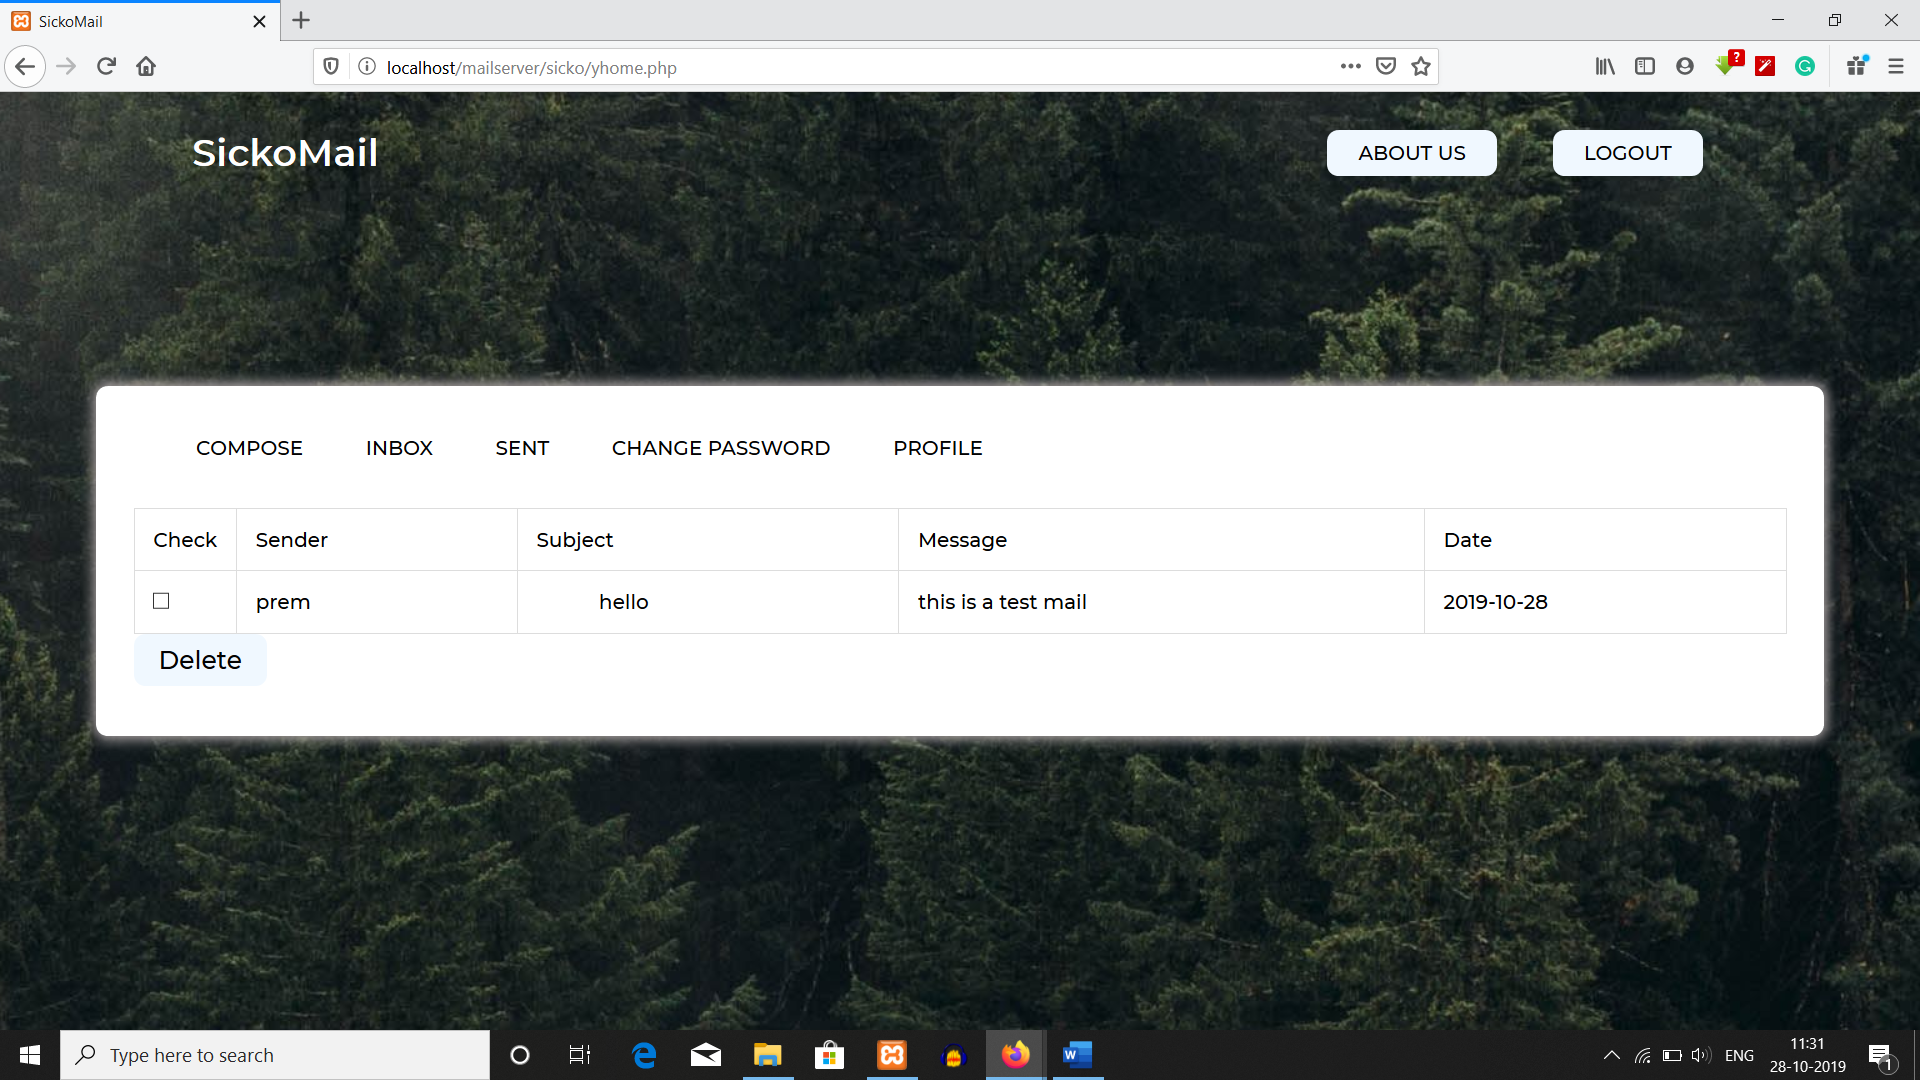 SickoMail
localhost/mailserver/sicko/yhome.php
?
SickoMail
ABOUT US
LOGOUT
COMPOSE INBOX SENT CHANGE PASSWORD PROFILE
Check Sender Subject Message Date
prem hello this is a test mail 2019-10-28
Delete
Type here to search
W
ENG
11:31
28-10-2019
1